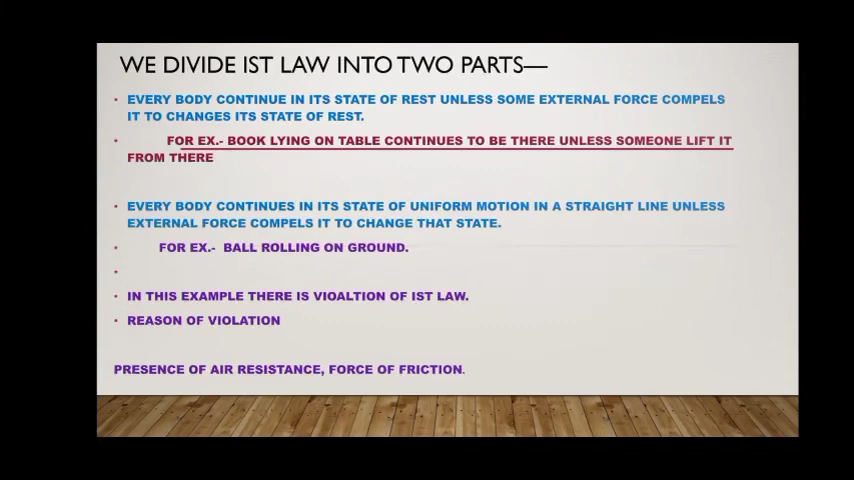 WE DIVIDE IST LAW INTO TWO PARTS—
• EVERY BODY CONTINUE IN ITS STATE OF REST UNLESS SOME EXTERNAL FORCE COMPELS
IT TO CHANGES ITS STATE OF REST.
• FOR EX.- BOOK LYING ON TABLE CONTINUES TO BE THERE UNLESS SOMEONE LIFT IT
FROM THERE
• EVERY BODY CONTINUES IN ITS STATE OF UNIFORM MOTION IN A STRAIGHT LINE UNLESS
EXTERNAL FORCE COMPELS IT TO CHANGE THAT STATE.
• FOR EX.- BALL ROLLING ON GROUND.
•
• IN THIS EXAMPLE THERE IS VIOALTION OF IST LAW.
• REASON OF VIOLATION
PRESENCE OF AIR RESISTANCE, FORCE OF FRICTION.